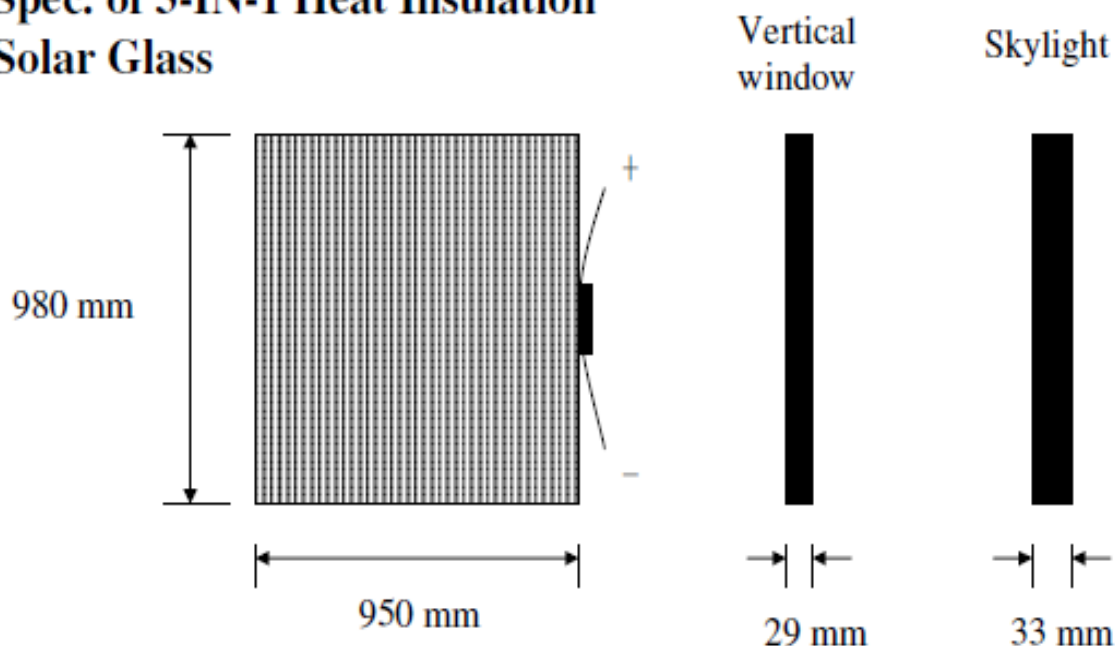 Spec. of 5-IN-1 Heat Insulation
Solar Glass
Vertical
window
Skylight
+
980 mm
−
950 mm
29 mm
33 mm